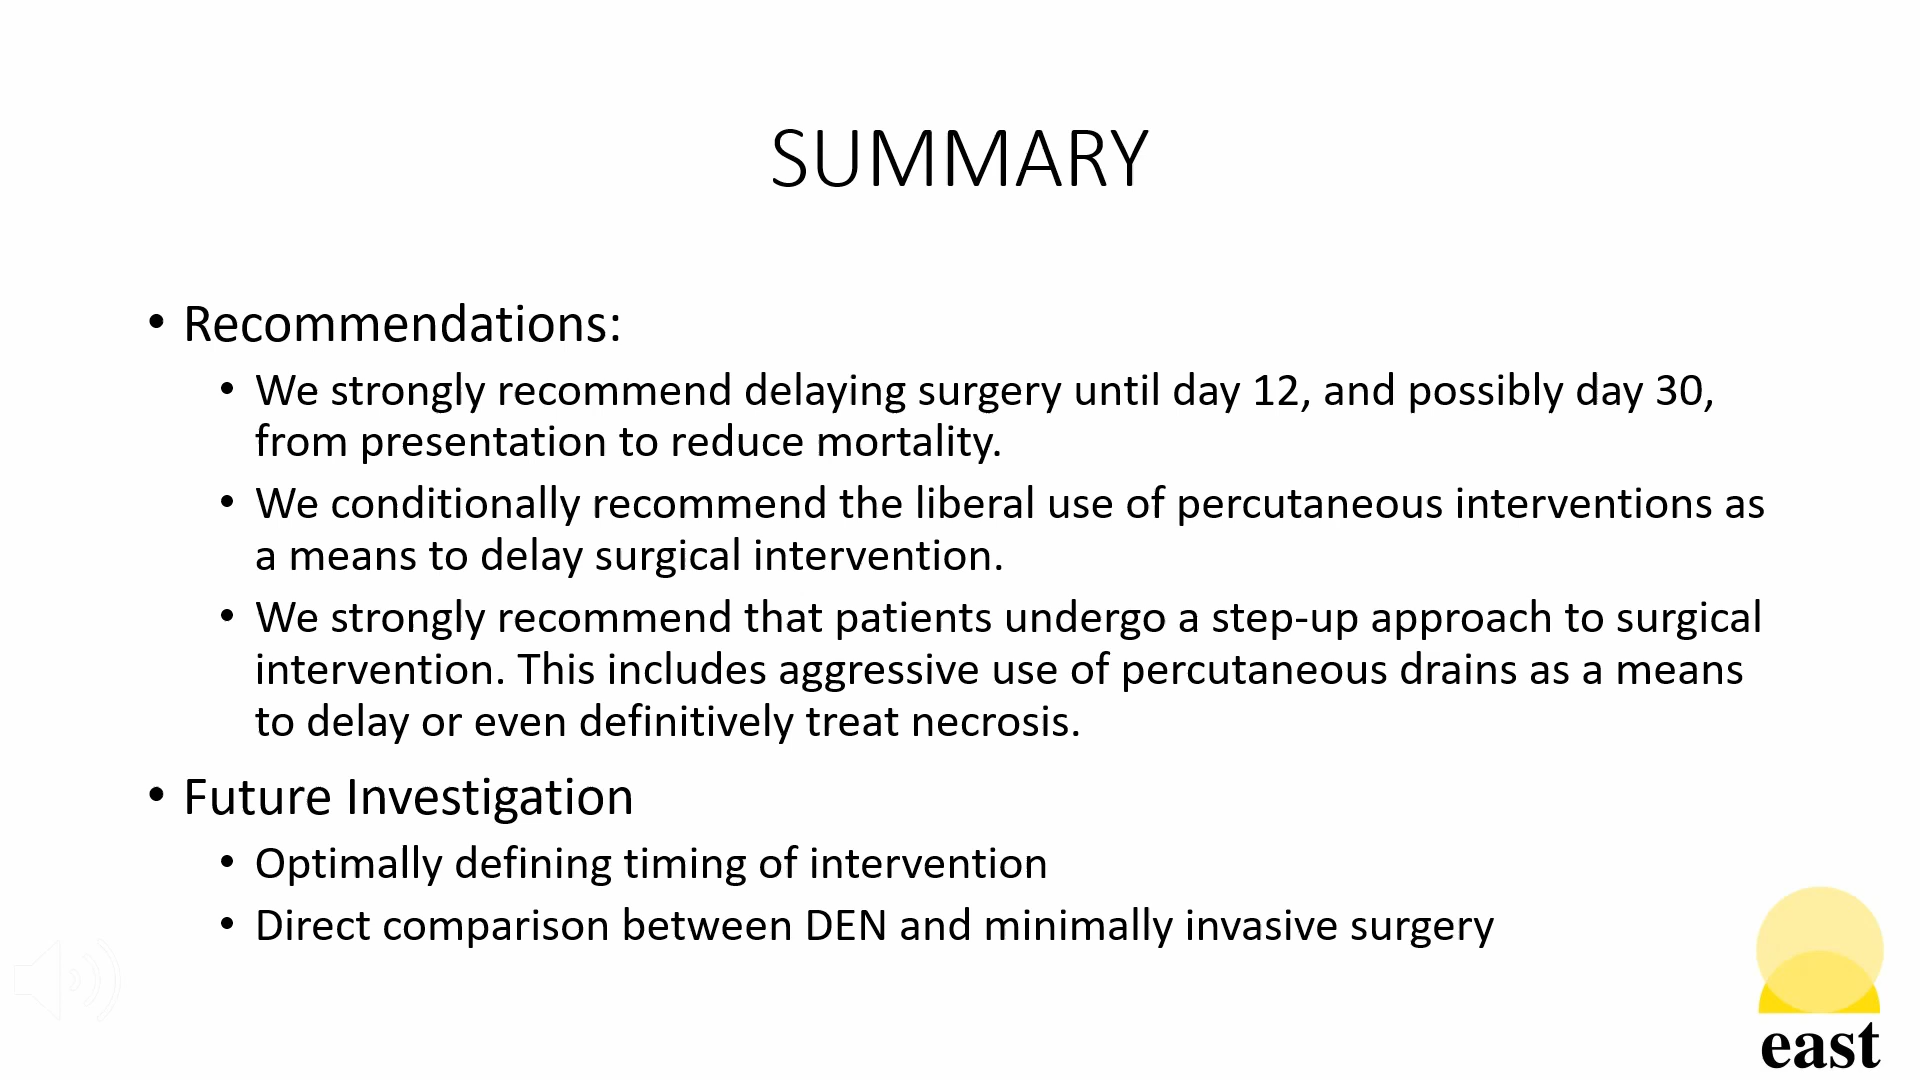 SUMMARY
• Recommendations:
• We strongly recommend delaying surgery until day 12, and possibly day 30,
from presentation to reduce mortality.
• We conditionally recommend the liberal use of percutaneous interventions as
a means to delay surgical intervention.
• We strongly recommend that patients undergo a step-up approach to surgical
intervention. This includes aggressive use of percutaneous drains as a means
to delay or even definitively treat necrosis.
• Future Investigation
• Optimally defining timing of intervention
• Direct comparison between DEN and minimally invasive surgery
east